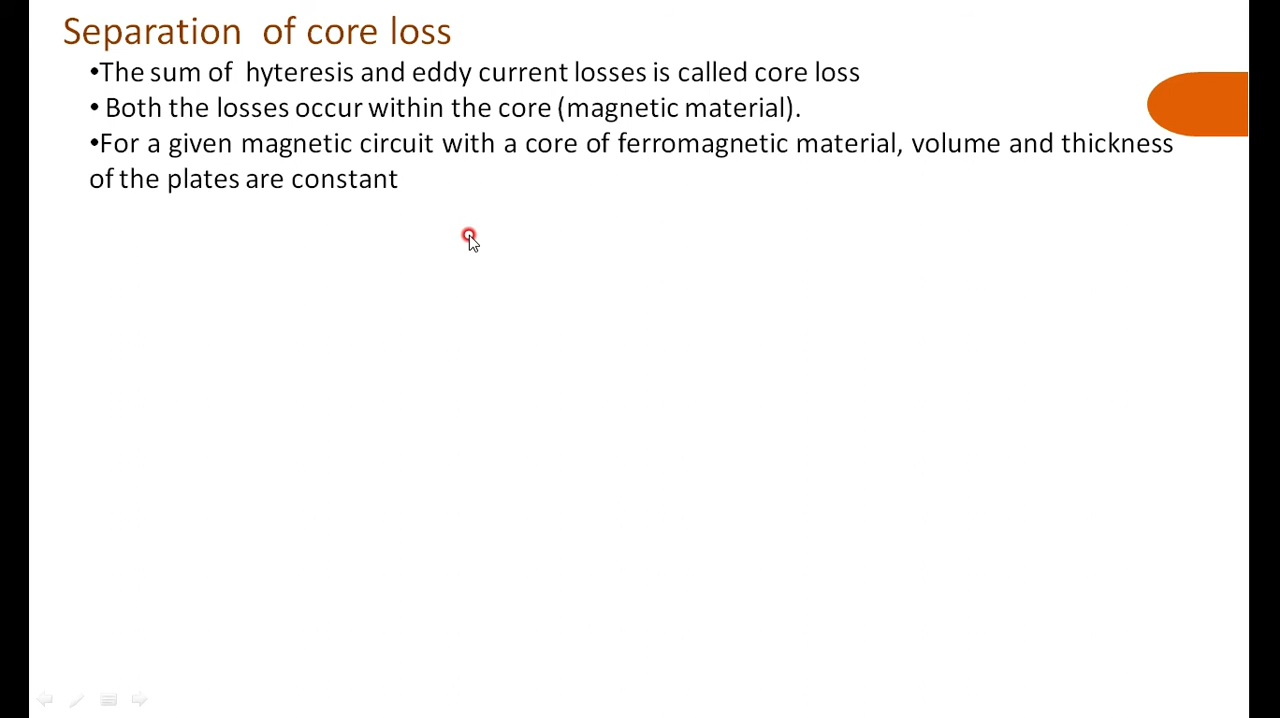 Separation of core loss
•The sum of hyteresis and eddy current losses is called core loss
• Both the losses occur within the core (magnetic material).
•For a given magnetic circuit with a core of ferromagnetic material, volume and thickness
of the plates are constant